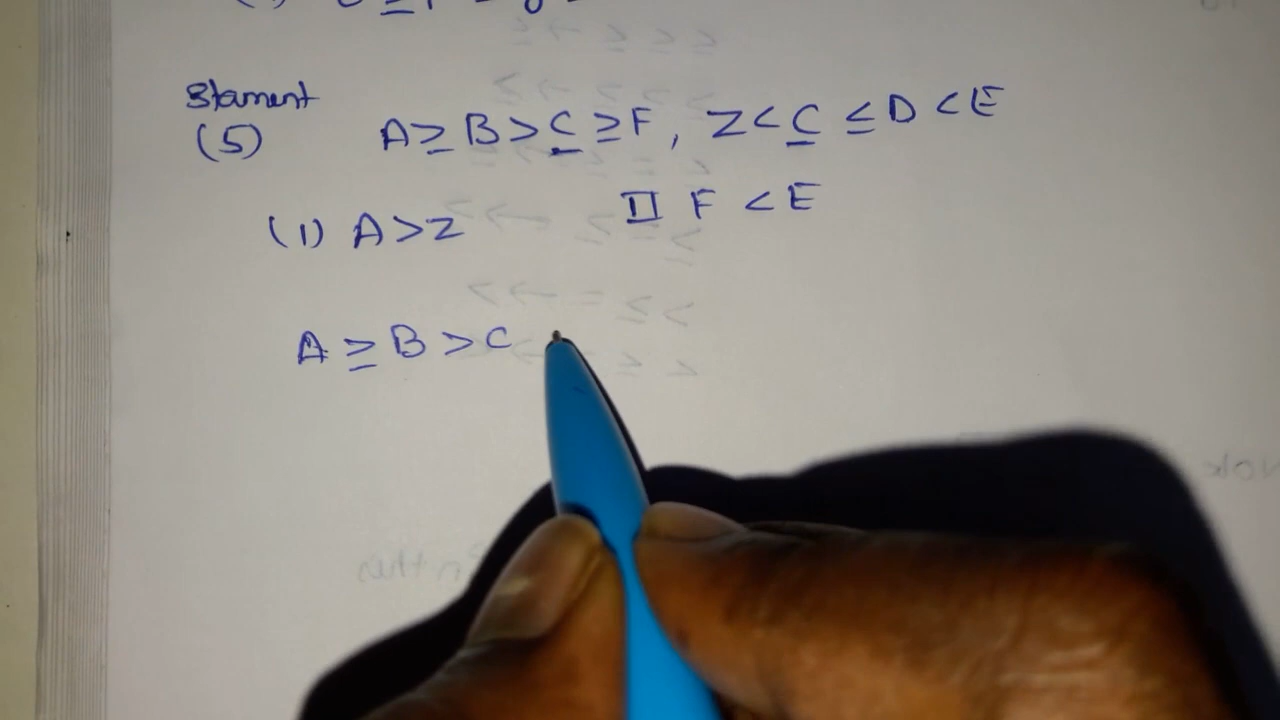 Stament
(5) A ≥ B > C ≥ F, Z < C ≤ D < E
(1) A > Z II F < E
A ≥ B > C